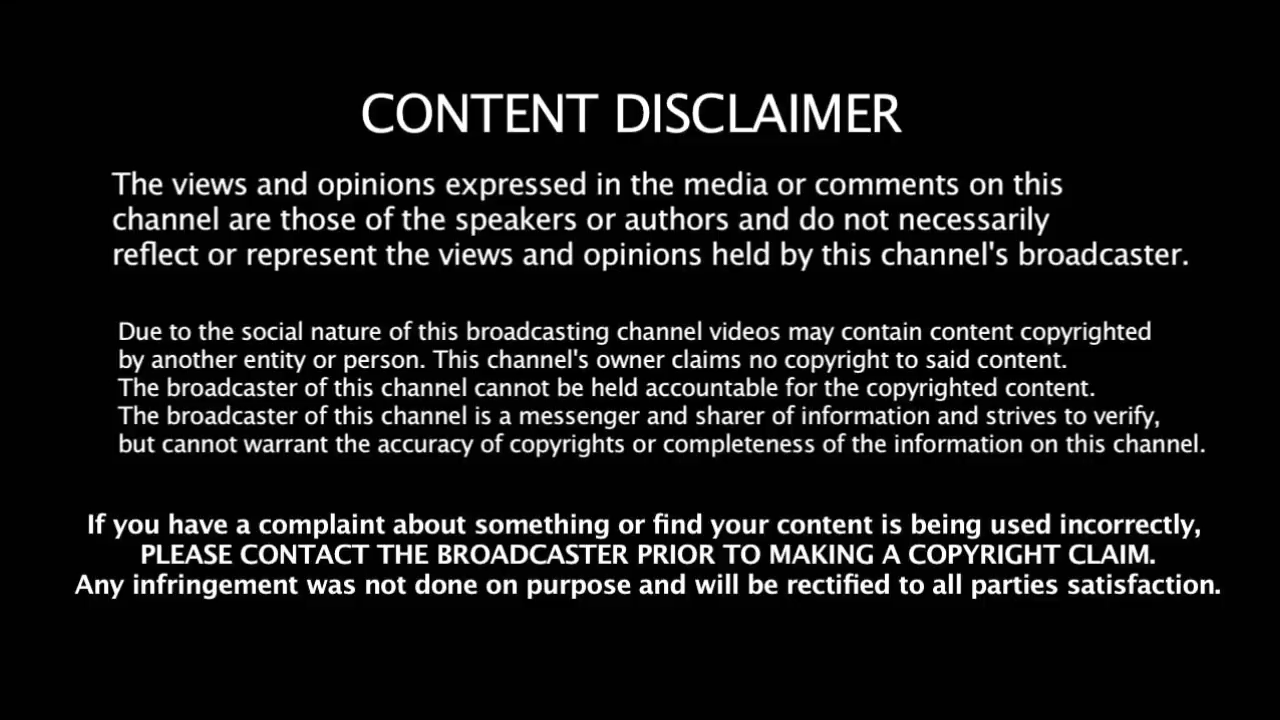 CONTENT DISCLAIMER
The views and opinions expressed in the media or comments on this
channel are those of the speakers or authors and do not necessarily
reflect or represent the views and opinions held by this channel's broadcaster.
Due to the social nature of this broadcasting channel videos may contain content copyrighted
by another entity or person. This channel's owner claims no copyright to said content.
The broadcaster of this channel cannot be held accountable for the copyrighted content.
The broadcaster of this channel is a messenger and sharer of information and strives to verify,
but cannot warrant the accuracy of copyrights or completeness of the information on this channel.
If you have a complaint about something or find your content is being used incorrectly,
PLEASE CONTACT THE BROADCASTER PRIOR TO MAKING A COPYRIGHT CLAIM.
Any infringement was not done on purpose and will be rectified to all parties satisfaction.